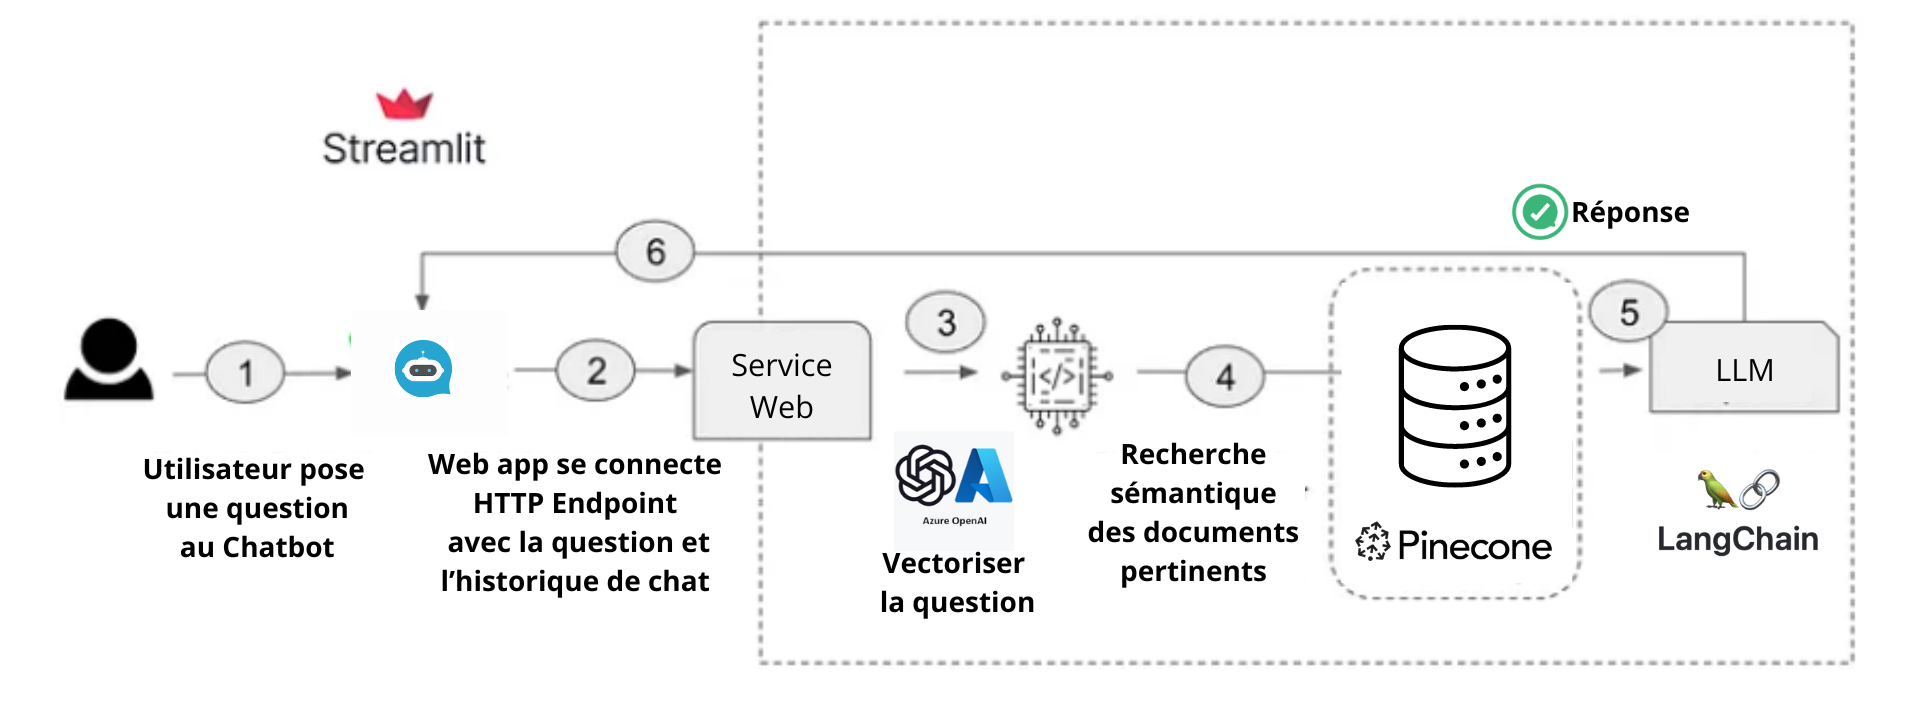 Streamlit
Réponse
6
1
2
Service
Web
3
4
5
LLM
Utilisateur pose
une question
au Chatbot
Web app se connecte
HTTP Endpoint
avec la question et
l’historique de chat
Azure OpenAI
Vectoriser
la question
Recherche
sémantique
des documents
pertinents
Pinecone
LangChain